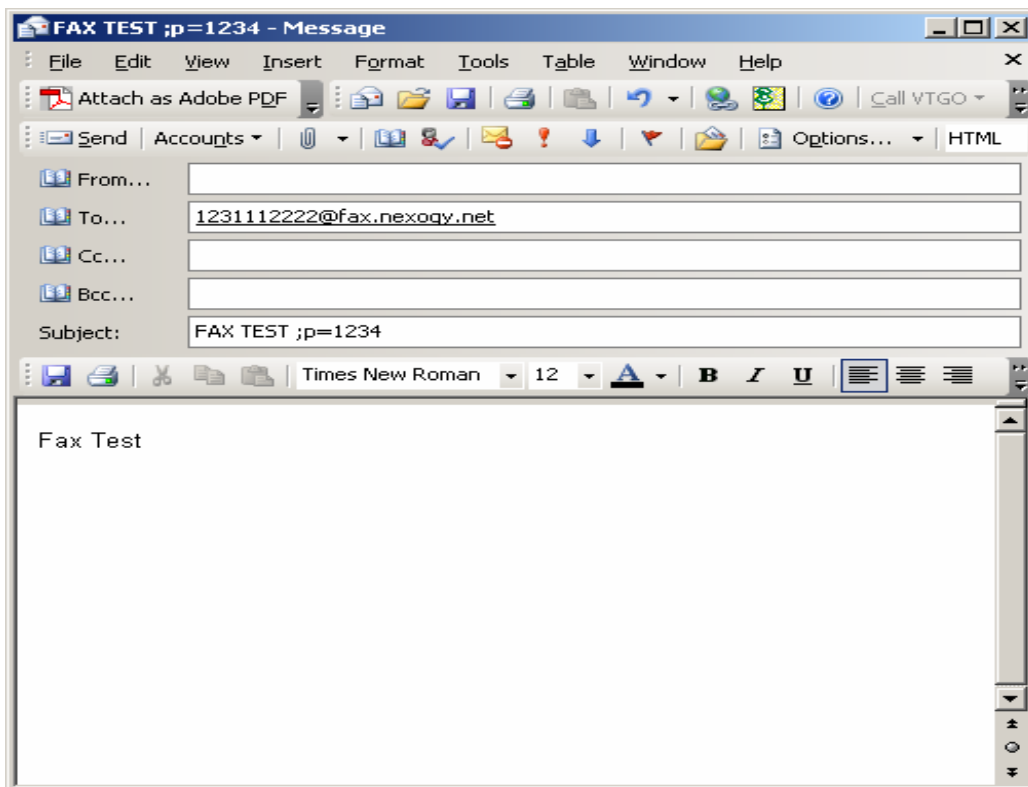 FAX TEST ;p=1234 - Message
File Edit View Insert Format Tools Table Window Help
Attach as Adobe PDF Call VTGO
Send Accounts Options... HTML
From...
To... 1231112222@fax.nexogy.net
Cc...
Bcc...
Subject: FAX TEST ;p=1234
Times New Roman 12 A B I U
Fax Test